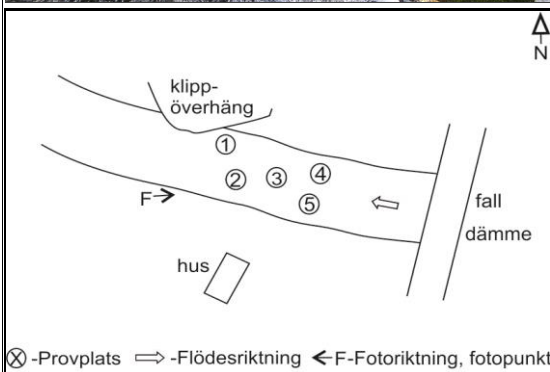 N
klipp-
överhäng
1
2
3
4
5
F
fall
dämme
hus
X -Provplats -Flödesriktning F-Fotoriktning, fotopunkt